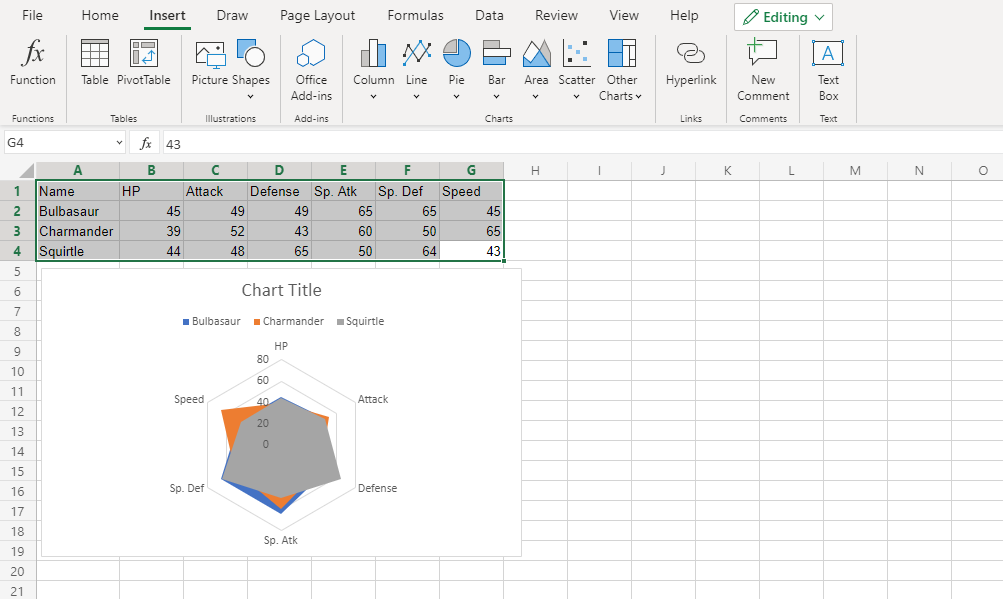 File Home Insert Draw Page Layout Formulas Data Review View Help Editing
fx
Function Table PivotTable Picture Shapes Office Add-ins Column Line Pie Bar Area Scatter Other Charts Hyperlink New Comment A Text Box
Functions Tables Illustrations Add-ins Charts Links Comments Text
G4 fx 43
A B C D E F G H I J K L M N O
1 Name HP Attack Defense Sp. Atk Sp. Def Speed
2 Bulbasaur 45 49 49 65 65 45
3 Charmander 39 52 43 60 50 65
4 Squirtle 44 48 65 50 64 43
5
6
7
8
9
10
11
12
13
14
15
16
17
18
19
20
21
Chart Title
Bulbasaur Charmander Squirtle
HP
80
60
Speed 40 Attack
20
0
Sp. Def Defense
Sp. Atk